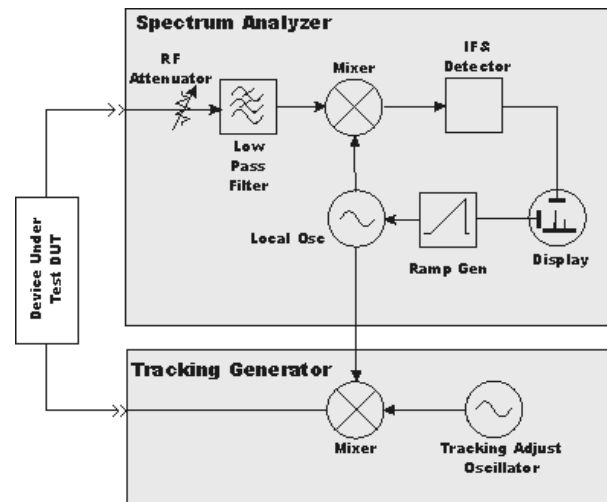 Spectrum Analyzer
RF
Attenuator
Low
Pass
Filter
Mixer
IF&
Detector
Local Osc
Ramp Gen
Display
Device Under
Test DUT
Tracking Generator
Mixer
Tracking Adjust
Oscillator